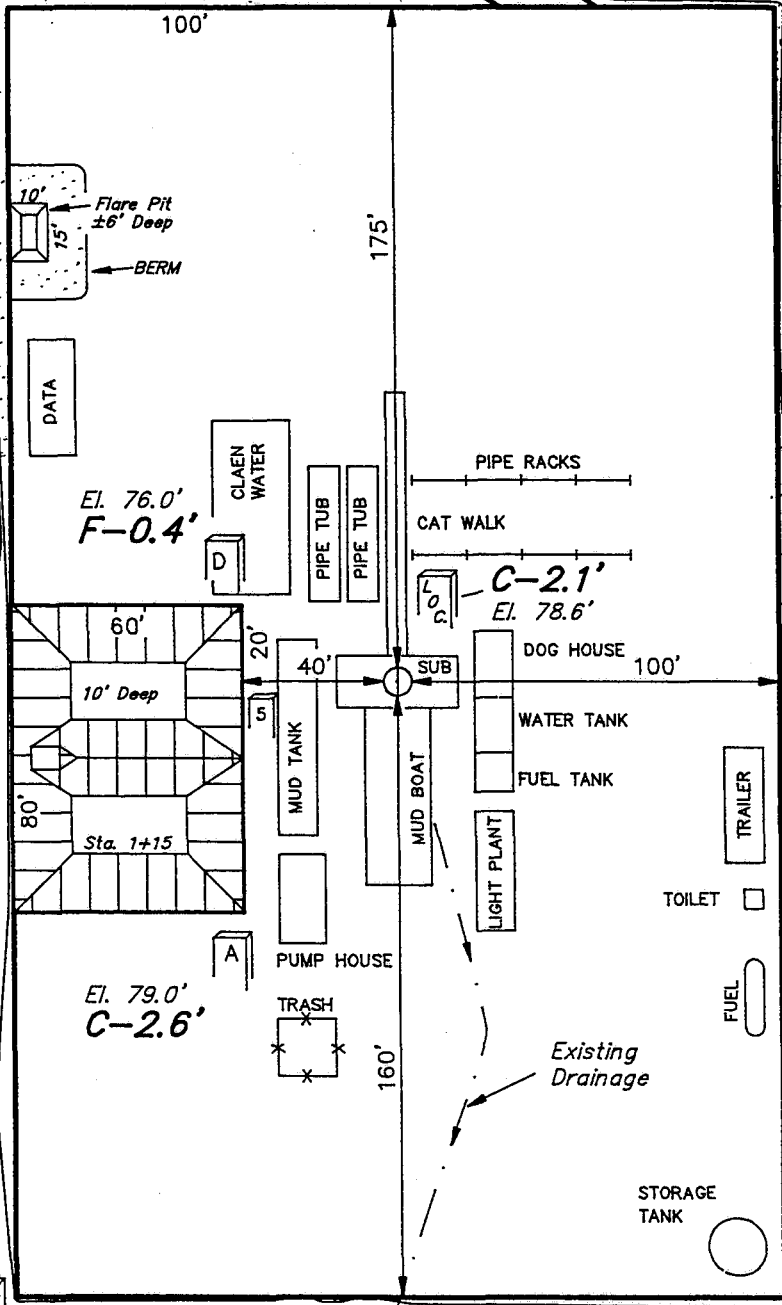 100'
175'
10'
15'
Flare Pit
±6' Deep
BERM
DATA
CLAEN
WATER
PIPE TUB
PIPE TUB
PIPE RACKS
CAT WALK
El. 76.0'
F-0.4'
D
L
O
C.
C-2.1'
El. 78.6'
60'
20'
40'
SUB
DOG HOUSE
100'
10' Deep
5
MUD TANK
MUD BOAT
WATER TANK
FUEL TANK
80'
Sta. 1+15
TRAILER
LIGHT PLANT
TOILET
A
PUMP HOUSE
El. 79.0'
C-2.6'
TRASH
FUEL
160'
Existing
Drainage
STORAGE
TANK